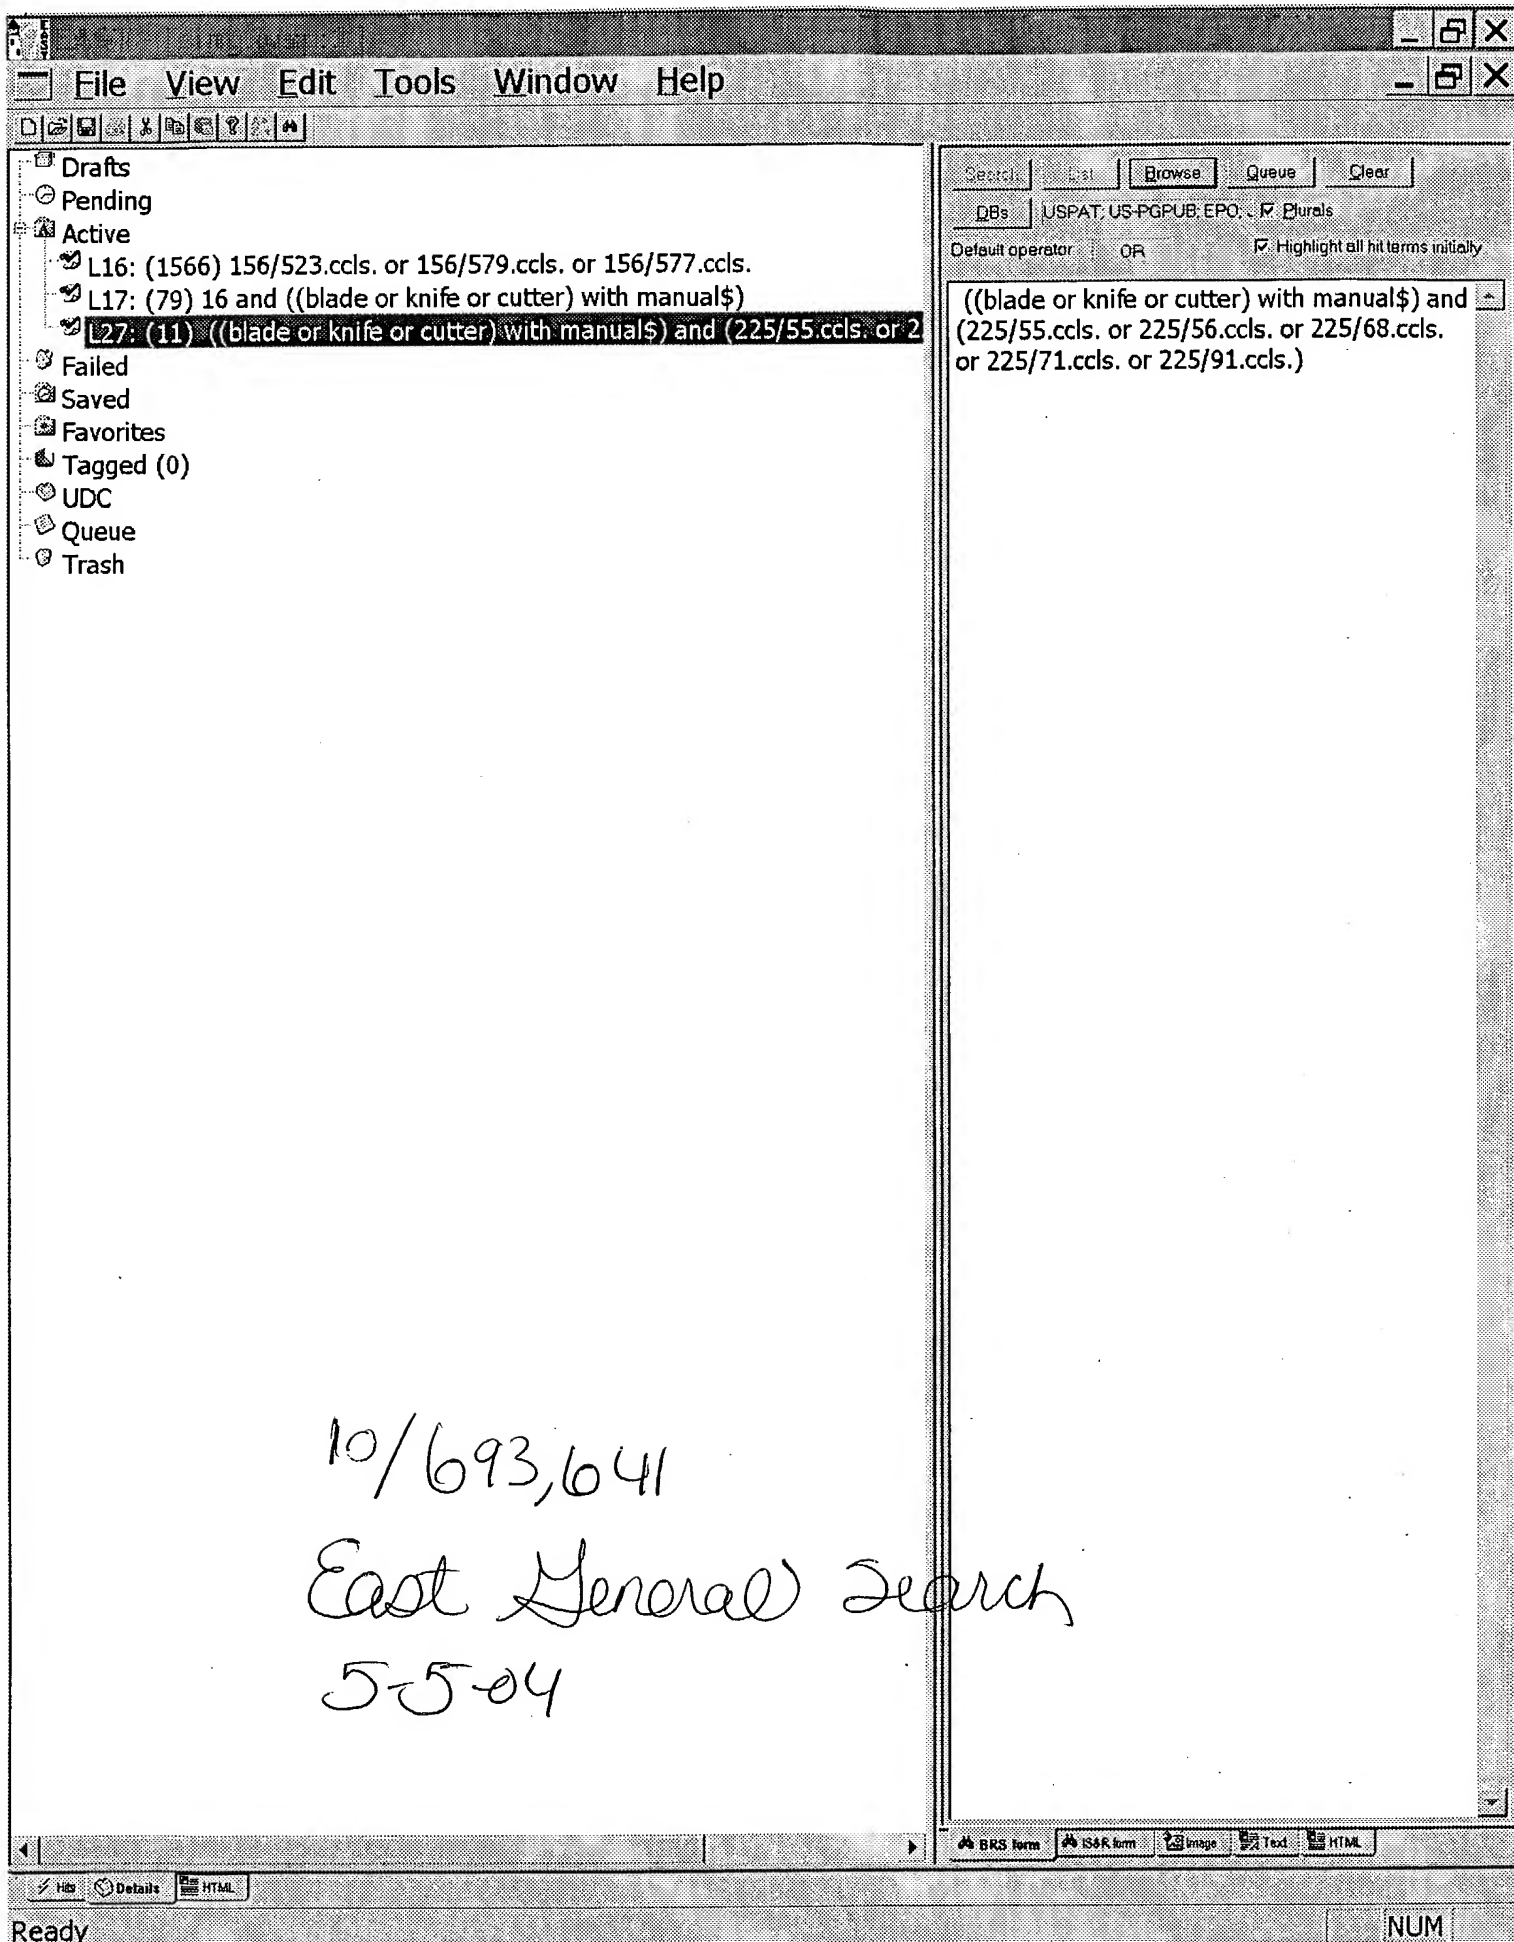 EAST
File View Edit Tools Window Help
Drafts
Pending
Active
L16: (1566) 156/523.ccls. or 156/579.ccls. or 156/577.ccls.
L17: (79) 16 and ((blade or knife or cutter) with manual$)
L27: (11) ((blade or knife or cutter) with manual$) and (225/55.ccls. or 2
Failed
Saved
Favorites
Tagged (0)
UDC
Queue
Trash
Search List Browse Queue Clear
DBs USPAT; US-PGPUB; EPO; Plurals
Default operator OR Highlight all hit terms initially
((blade or knife or cutter) with manual$) and
(225/55.ccls. or 225/56.ccls. or 225/68.ccls.
or 225/71.ccls. or 225/91.ccls.)
10/693,641
East General Search
5-5-04
BRS form IS&R form Image Text HTML
Hits Details HTML
Ready NUM